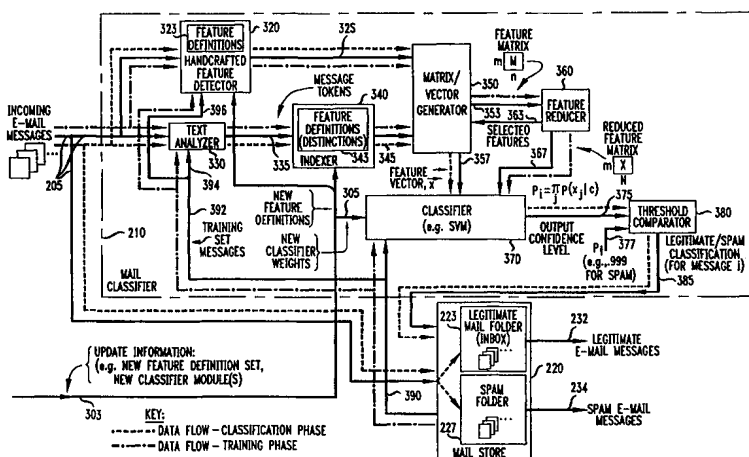 323
FEATURE
DEFINITIONS
320
HANDCRAFTED
FEATURE
DETECTOR
325
396
INCOMING
E-MAIL
MESSAGES
205
TEXT
ANALYZER
330
394
392
335
MESSAGE
TOKENS
340
FEATURE
DEFINITIONS
(DISTINCTIONS)
343
INDEXER
345
MATRIX/
VECTOR
GENERATOR
350
353
FEATURE
MATRIX
m M
n
360
FEATURE
REDUCER
363
SELECTED
FEATURES
367
REDUCED
FEATURE
MATRIX
m X
N
FEATURE
VECTOR, x
357
NEW
FEATURE
DEFINITIONS
305
NEW
CLASSIFIER
WEIGHTS
CLASSIFIER
(e.g. SVM)
370
Pi=π P(xj|c)
j
375
OUTPUT
CONFIDENCE
LEVEL
377
Pt
(e.g.,.999
FOR SPAM)
THRESHOLD
COMPARATOR
380
LEGITIMATE/SPAM
CLASSIFICATION
(FOR MESSAGE i)
385
210
MAIL
CLASSIFIER
TRAINING
SET
MESSAGES
223
LEGITIMATE
MAIL FOLDER
(INBOX)
232
LEGITIMATE
E-MAIL MESSAGES
220
390
SPAM
FOLDER
227
234
SPAM E-MAIL
MESSAGES
MAIL STORE
UPDATE INFORMATION:
(e.g. NEW FEATURE DEFINITION SET,
NEW CLASSIFIER MODULE(S)
303
KEY:
DATA FLOW-CLASSIFICATION PHASE
DATA FLOW-TRAINING PHASE